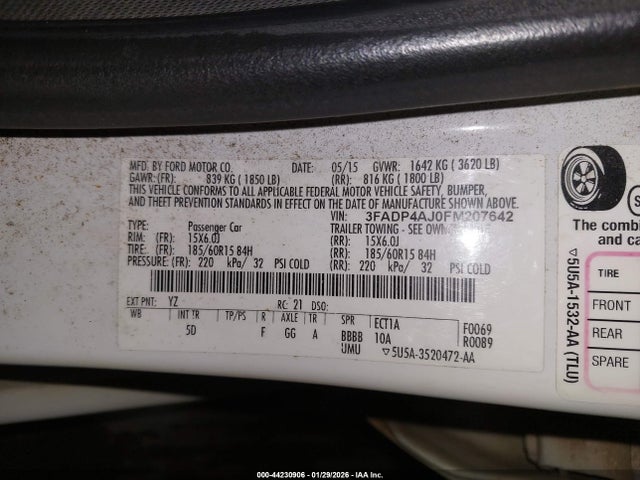 MFD. BY FORD MOTOR CO. DATE: 05/15 GVWR: 1642 KG ( 3620 LB)
GAWR:(FR): 839 KG ( 1850 LB) (RR): 816 KG ( 1800 LB)
THIS VEHICLE CONFORMS TO ALL APPLICABLE FEDERAL MOTOR VEHICLE SAFETY, BUMPER,
AND THEFT PREVENTION STANDARDS IN EFFECT ON THE DATE OF MANUFACTURE SHOWN ABOVE.
VIN: 3FADP4AJ0FM207642
TYPE: Passenger Car TRAILER TOWING - SEE OWNERS
RIM: (FR): 15X6.0J (RR): 15X6.0J
TIRE: (FR): 185/60R15 84H (RR): 185/60R15 84H
PRESSURE: (FR): 220 kPa/ 32 PSI COLD (RR): 220 kPa/ 32 PSI COLD
EXT PNT: YZ RC: 21 DSO:
WB INT TR TP/PS R AXLE TR SPR ECT1A F0069
5D F GG A BBBB 10A R0089
UMU ▽5U5A-3520472-AA
The combi
and ca
TIRE
FRONT
REAR
SPARE
▽5U5A-1532-AA (TLU)
000-44230906 - 01/29/2026 - IAA Inc.